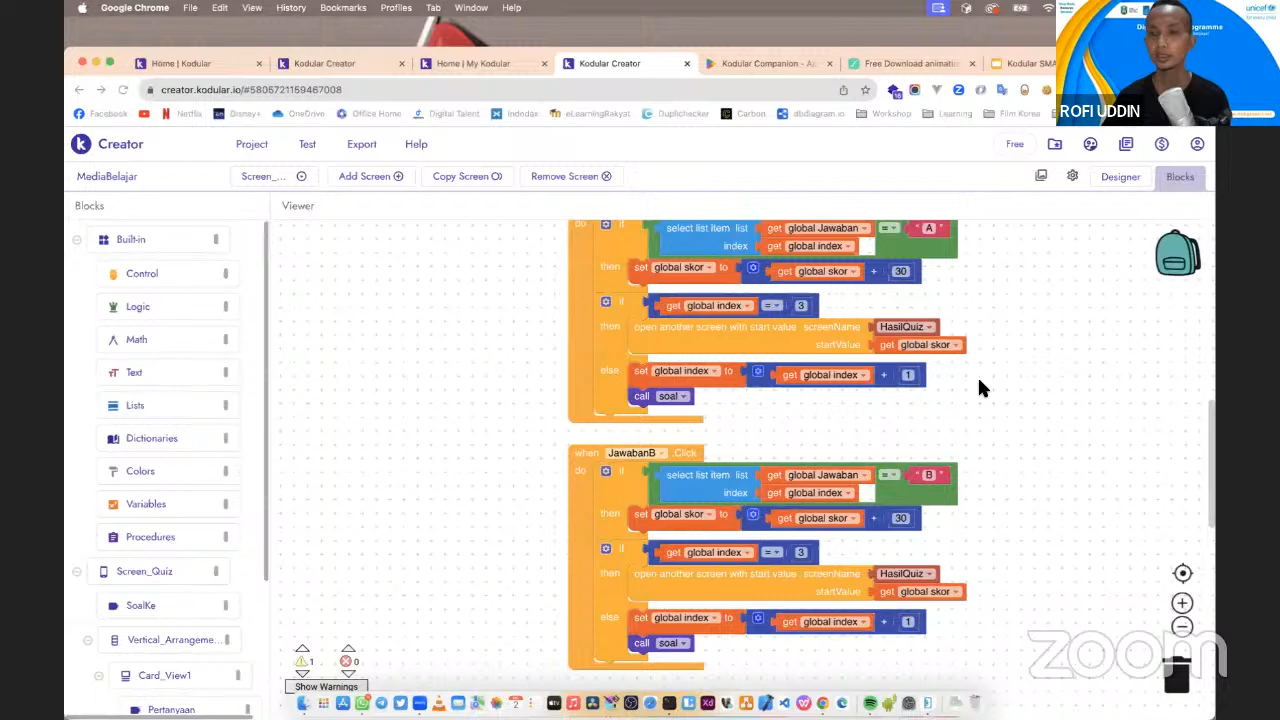 Google Chrome File Edit View History Bookmarks Profiles Tab Window Help
Home | Kodular
Kodular Creator
Home | My Kodular
Kodular Creator
Kodular Companion - A
Free Download animati
Kodular SMA
creator.kodular.io/#5805721159467008
Facebook
Netflix
Disney+
OnDrive
Office Home
Digital Talent
Indodax
eLearningRakyat
Duplichecker
Carbon
dbdiagram.io
Workshop
Learning
Film Korea
unicef
ROFI UDDIN
Creator
Project
Test
Export
Help
Free
MediaBelajar
Screen_...
Add Screen
Copy Screen
Remove Screen
Designer
Blocks
Blocks
Viewer
Built-in
Control
Logic
Math
Text
Lists
Dictionaries
Colors
Variables
Procedures
Screen_Quiz
Soalke
Vertical_Arrangeme...
Card_View1
Pertanyaan
do if select list item list get global Jawaban = " A "
index get global index
then set global skor to get global skor + 30
if get global index = 3
then open another screen with start value screenName HasilQuiz
startValue get global skor
else set global index to get global index + 1
call soal
when JawabanB .Click
do if select list item list get global Jawaban = " B "
index get global index
then set global skor to get global skor + 30
if get global index = 3
then open another screen with start value screenName HasilQuiz
startValue get global skor
else set global index to get global index + 1
call soal
0
Show Warnings
zoom